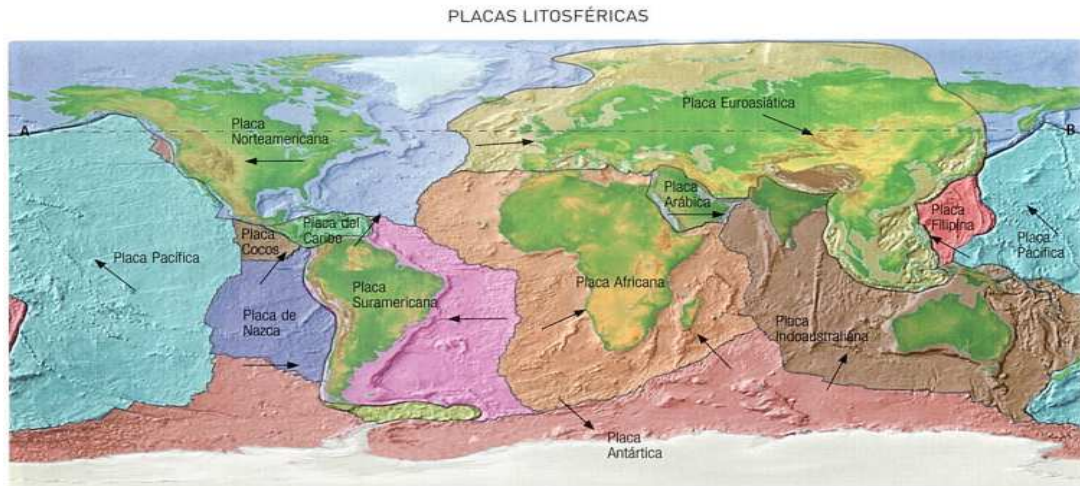 PLACAS LITOSFÉRICAS
Placa
Norteamericana
Placa Euroasiática
A
B
Placa
Arábica
Placa
Filipina
Placa del
Caribe
Placa
Cocos
Placa Pacífica
Placa
Pacífica
Placa
Suramericana
Placa Africana
Placa de
Nazca
Placa
Indoaustraliana
Placa
Antártica